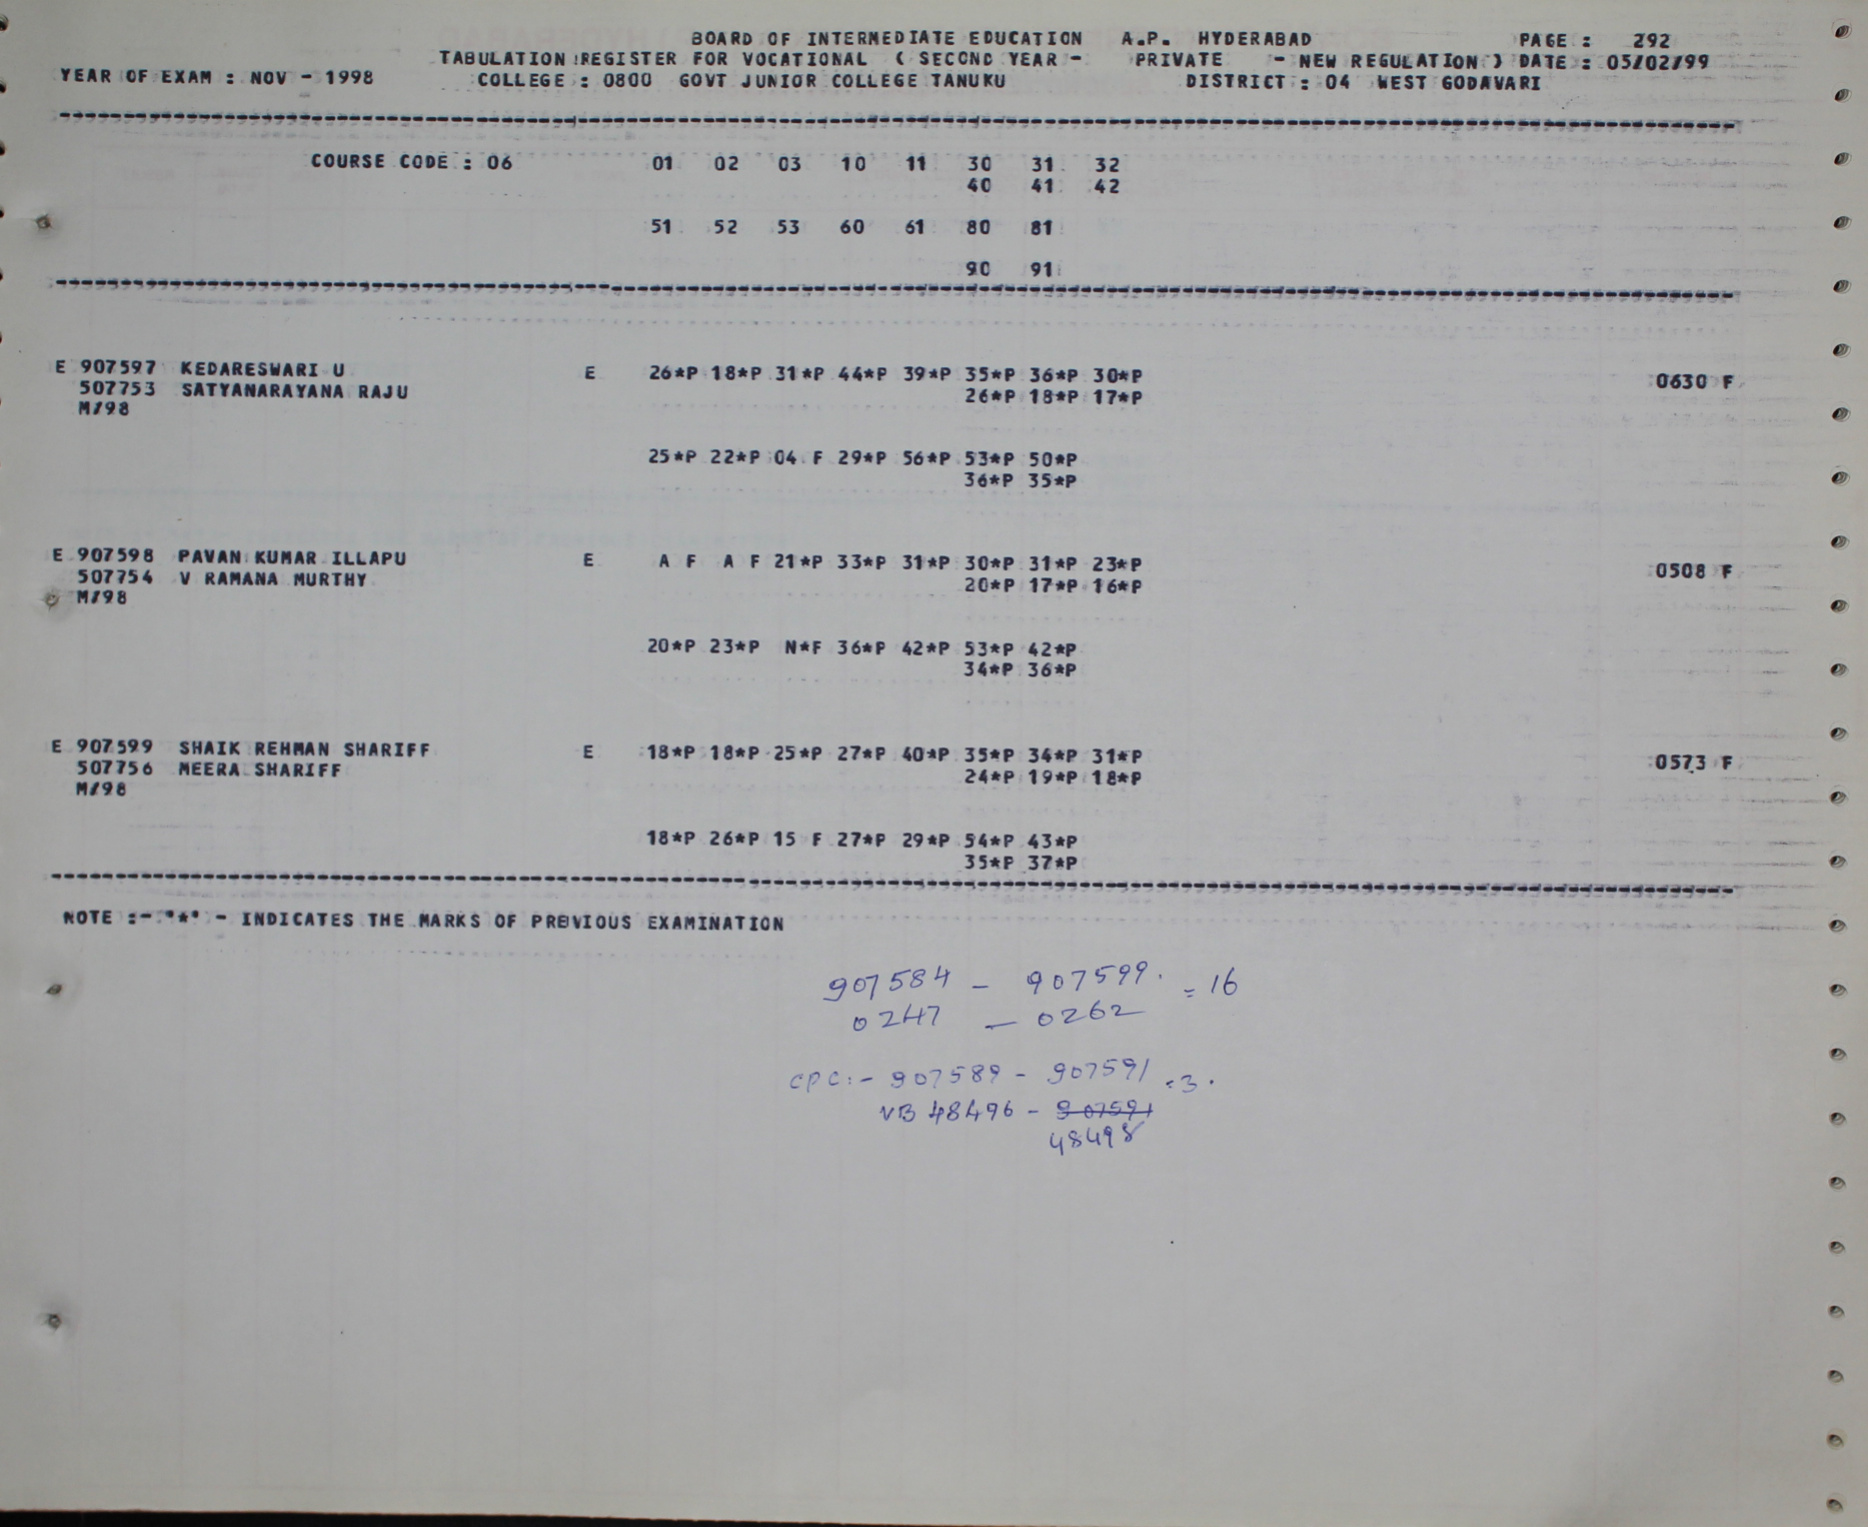 BOARD OF INTERMEDIATE EDUCATION A.P. HYDERABAD PAGE : 292
TABULATION REGISTER FOR VOCATIONAL ( SECOND YEAR - PRIVATE - NEW REGULATION ) DATE : 05/02/99
YEAR OF EXAM : NOV - 1998 COLLEGE : 0800 GOVT JUNIOR COLLEGE TANUKU DISTRICT : 04 WEST GODAVARI
COURSE CODE : 06 01 02 03 10 11 30 31 32
40 41 42
51 52 53 60 61 80 81
90 91
E 907597 KEDARESWARI U E 26*P 18*P 31*P 44*P 39*P 35*P 36*P 30*P 0630 F
507753 SATYANARAYANA RAJU 26*P 18*P 17*P
M/98
25*P 22*P 04 F 29*P 56*P 53*P 50*P
36*P 35*P
E 907598 PAVAN KUMAR ILLAPU E A F A F 21*P 33*P 31*P 30*P 31*P 23*P 0508 F
507754 V RAMANA MURTHY 20*P 17*P 16*P
M/98
20*P 23*P N*F 36*P 42*P 53*P 42*P
34*P 36*P
E 907599 SHAIK REHMAN SHARIFF E 18*P 18*P 25*P 27*P 40*P 35*P 34*P 31*P 0573 F
507756 MEERA SHARIFF 24*P 19*P 18*P
M/98
18*P 26*P 15 F 27*P 29*P 54*P 43*P
35*P 37*P
NOTE :- "*" - INDICATES THE MARKS OF PREVIOUS EXAMINATION
907584 - 907599. = 16
0247 - 0262
CPC:- 907589 - 907591 = 3.
VB 48496 - 907591
48498